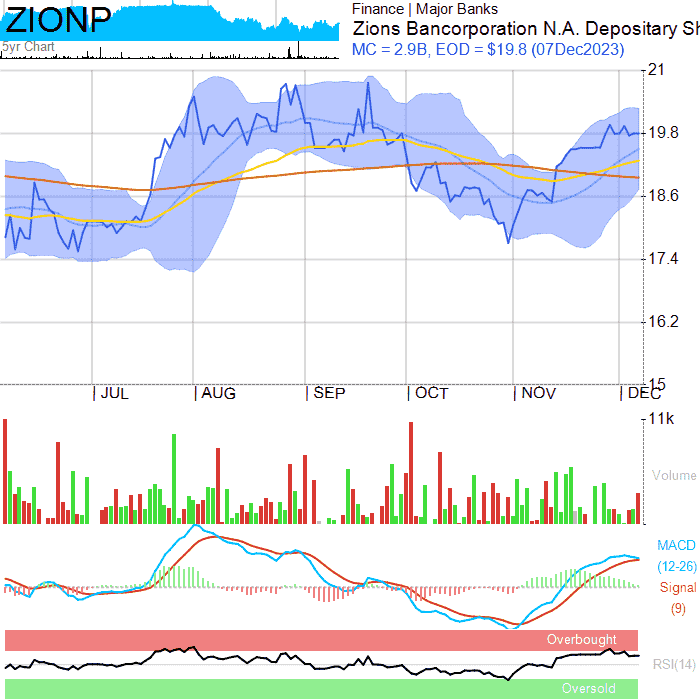 ZIONP
5yr Chart
Finance | Major Banks
Zions Bancorporation N.A. Depositary Sh
MC = 2.9B, EOD = $19.8 (07Dec2023)
21
19.8
18.6
17.4
16.2
15
| JUL | AUG | SEP | OCT | NOV | DEC
11k
Volume
MACD
(12-26)
Signal
(9)
Overbought
RSI(14)
Oversold